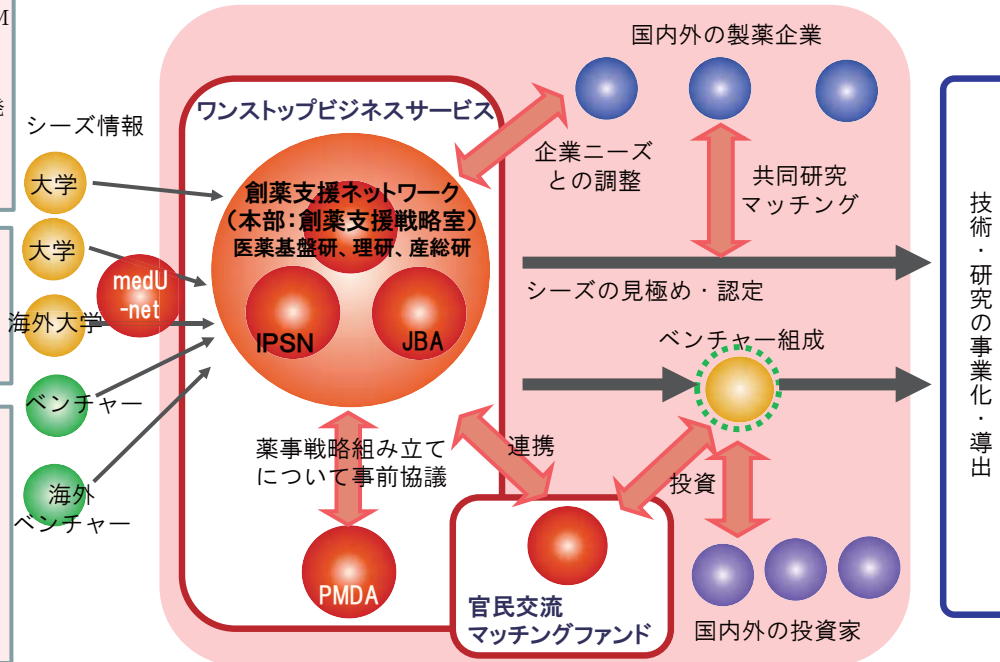 M
発
シーズ情報
大学
大学
海外大学
ベンチャー
海外
ベンチャー
medU
-net
ワンストップビジネスサービス
創薬支援ネットワーク
(本部：創薬支援戦略室)
医薬基盤研、理研、産総研
IPSN
JBA
薬事戦略組み立て
について事前協議
PMDA
連携
官民交流
マッチングファンド
国内外の製薬企業
企業ニーズ
との調整
共同研究
マッチング
シーズの見極め・認定
ベンチャー組成
投資
国内外の投資家
技術・研究の事業化・導出